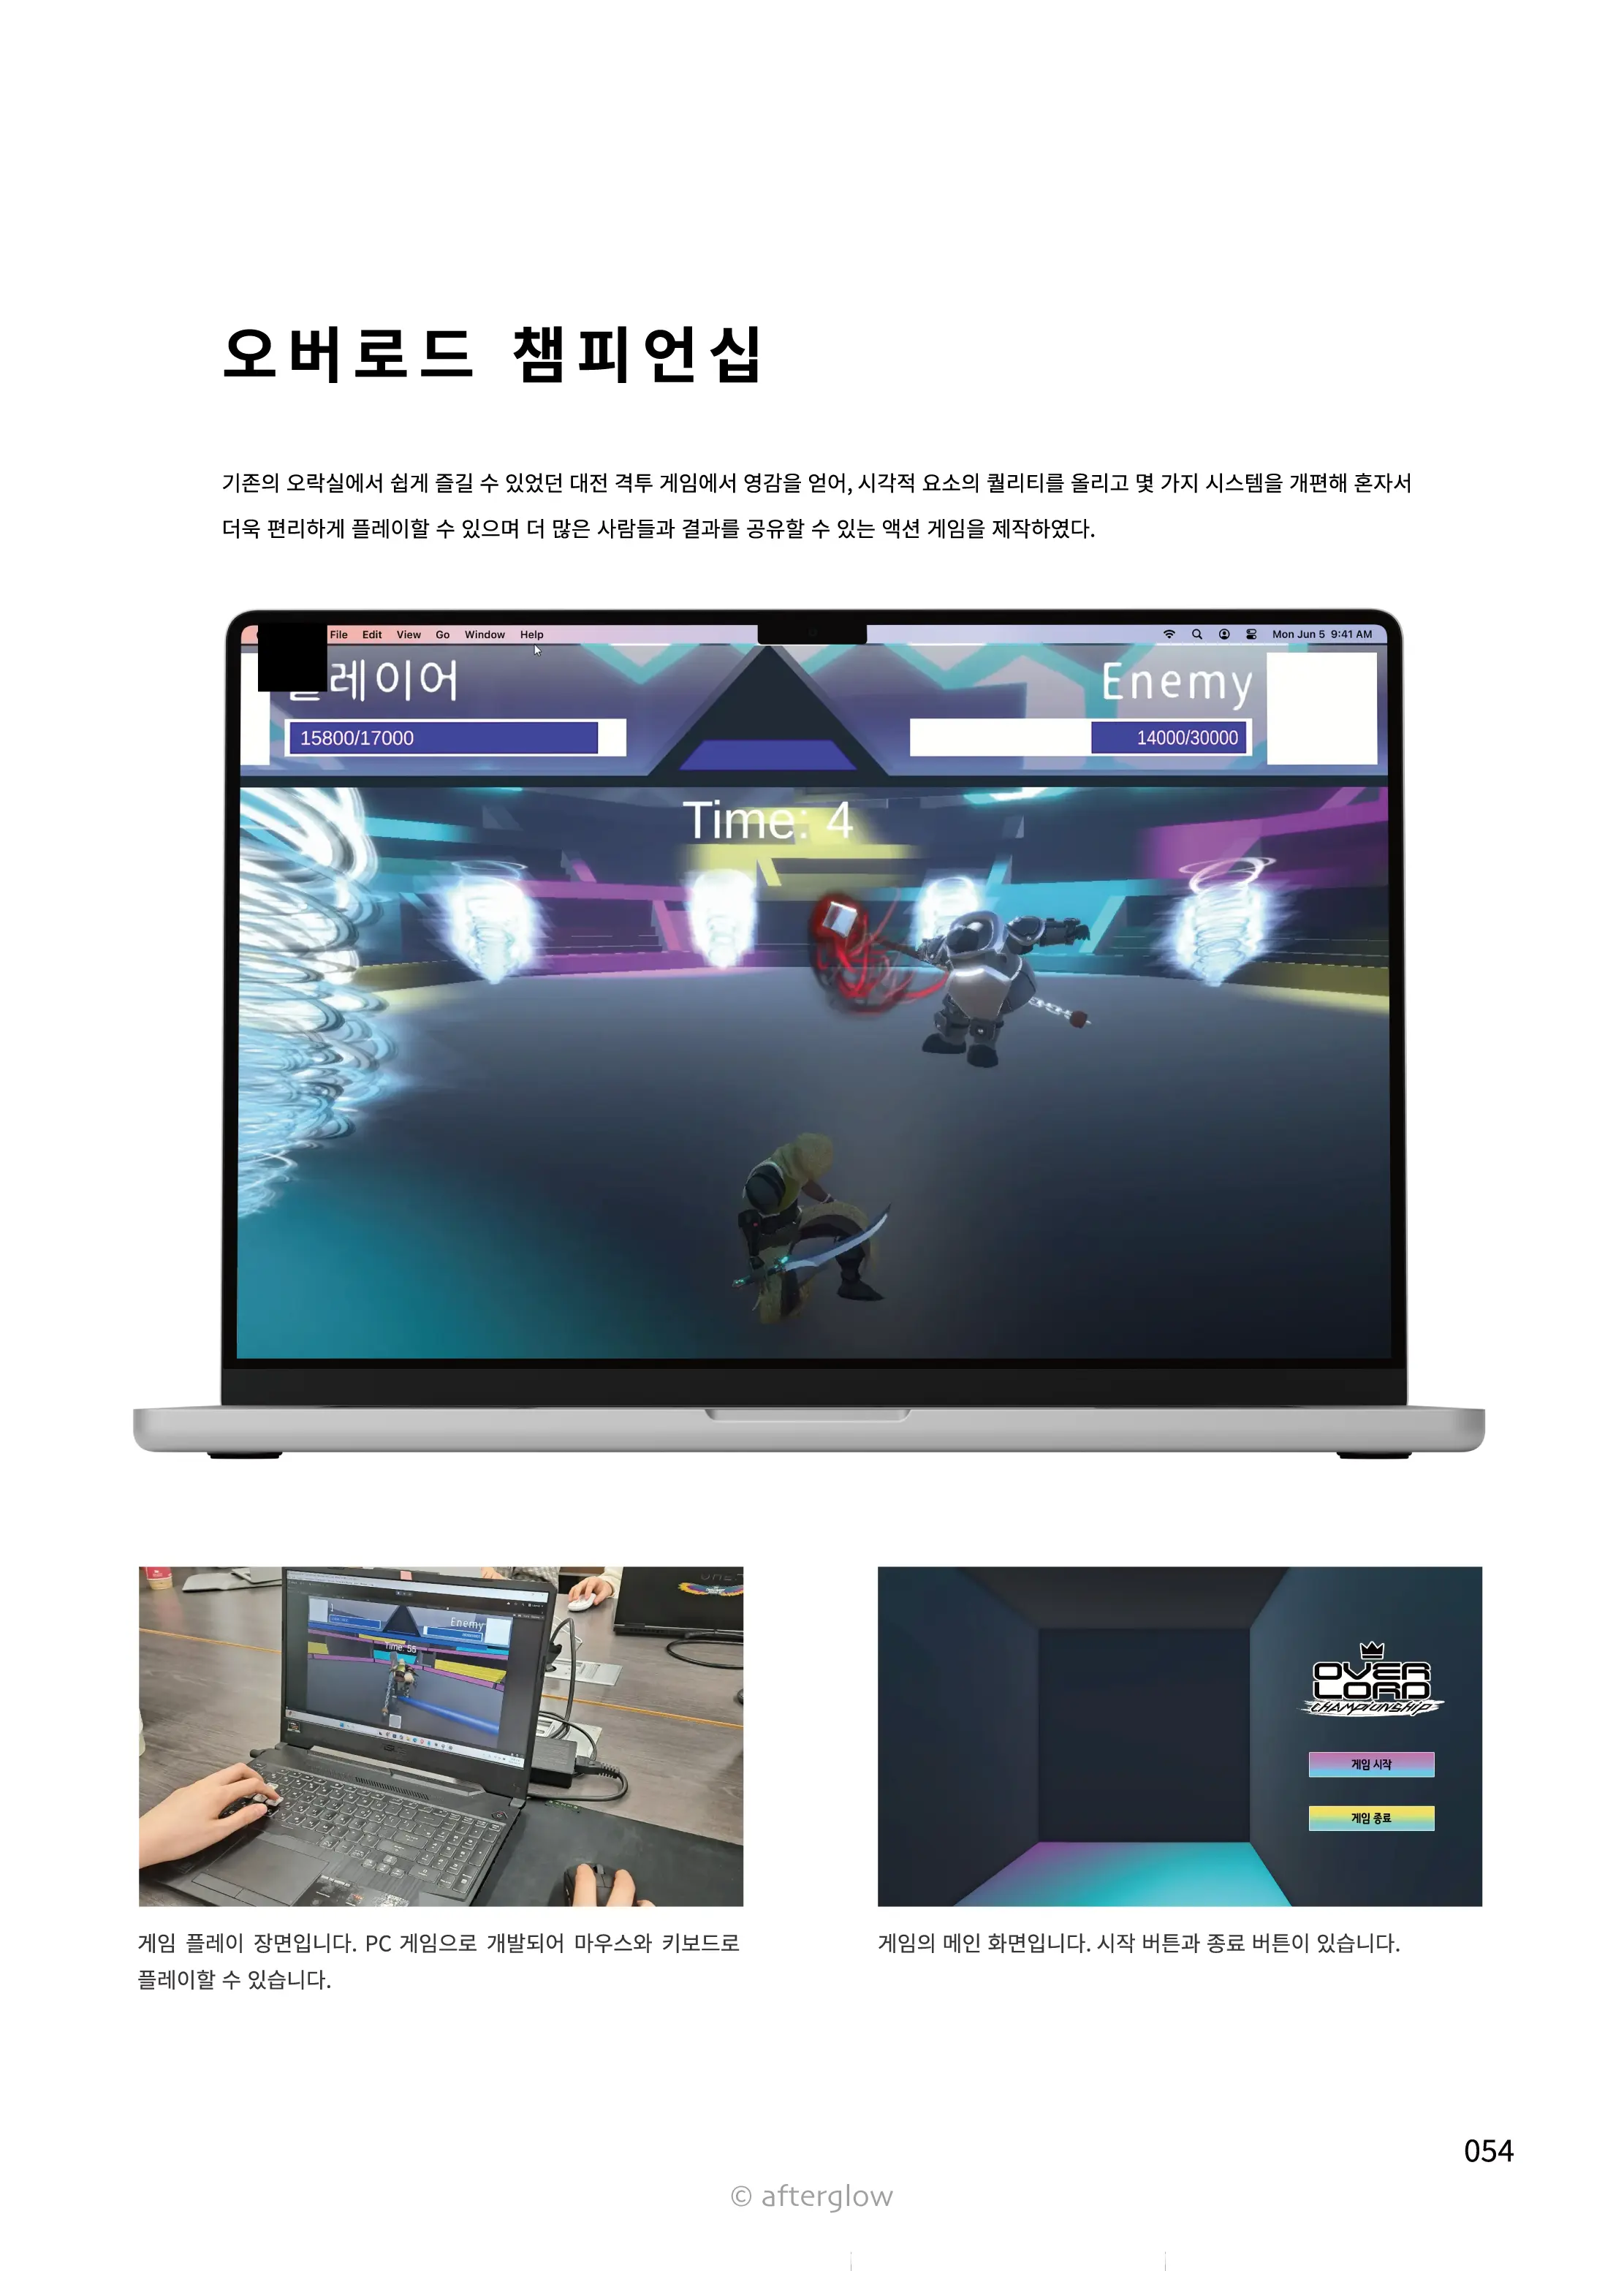 오버로드 챔피언십
기존의 오락실에서 쉽게 즐길 수 있었던 대전 격투 게임에서 영감을 얻어, 시각적 요소의 퀄리티를 올리고 몇 가지 시스템을 개편해 혼자서
더욱 편리하게 플레이할 수 있으며 더 많은 사람들과 결과를 공유할 수 있는 액션 게임을 제작하였다.
File Edit View Go Window Help
Mon Jun 5 9:41 AM
레이어
Enemy
15800/17000
14000/30000
Time: 4
Enemy
Time: 56
OVER
LORD
CHAMPIONSHIP
게임 시작
게임 종료
게임 플레이 장면입니다. PC 게임으로 개발되어 마우스와 키보드로
플레이할 수 있습니다.
게임의 메인 화면입니다. 시작 버튼과 종료 버튼이 있습니다.
054
© afterglow